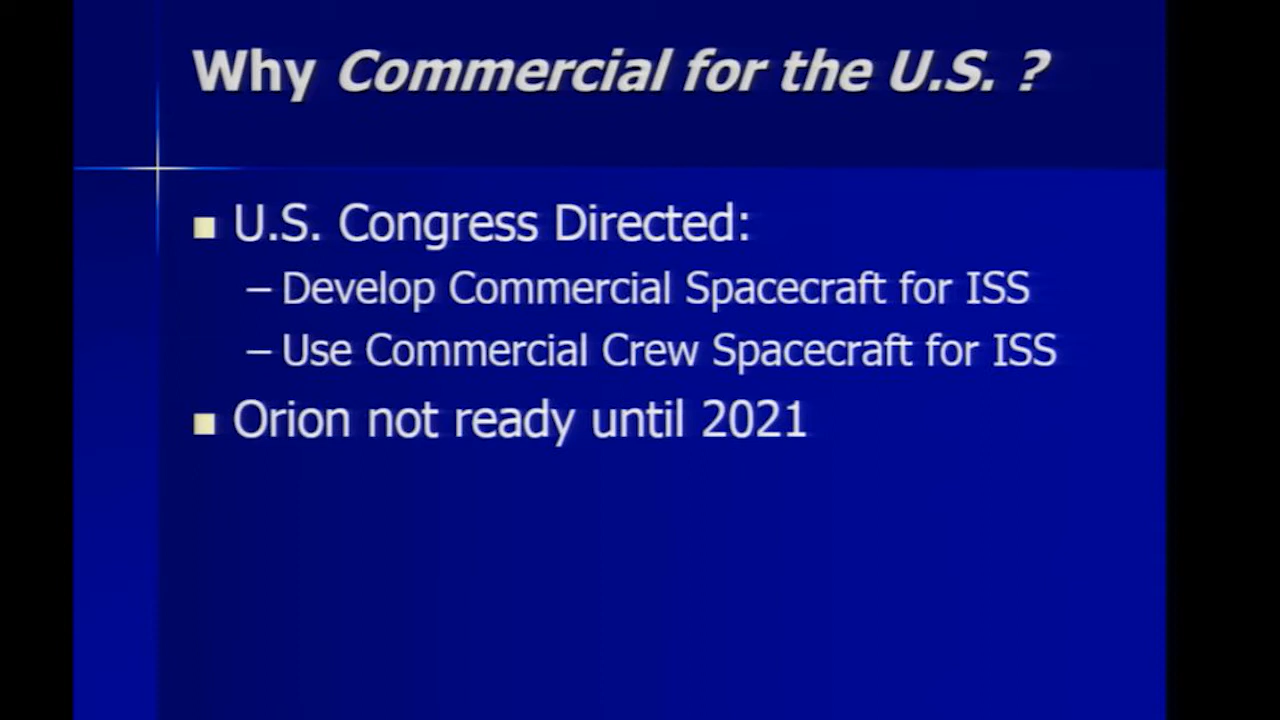 Why Commercial for the U.S. ?
U.S. Congress Directed:
– Develop Commercial Spacecraft for ISS
– Use Commercial Crew Spacecraft for ISS
Orion not ready until 2021